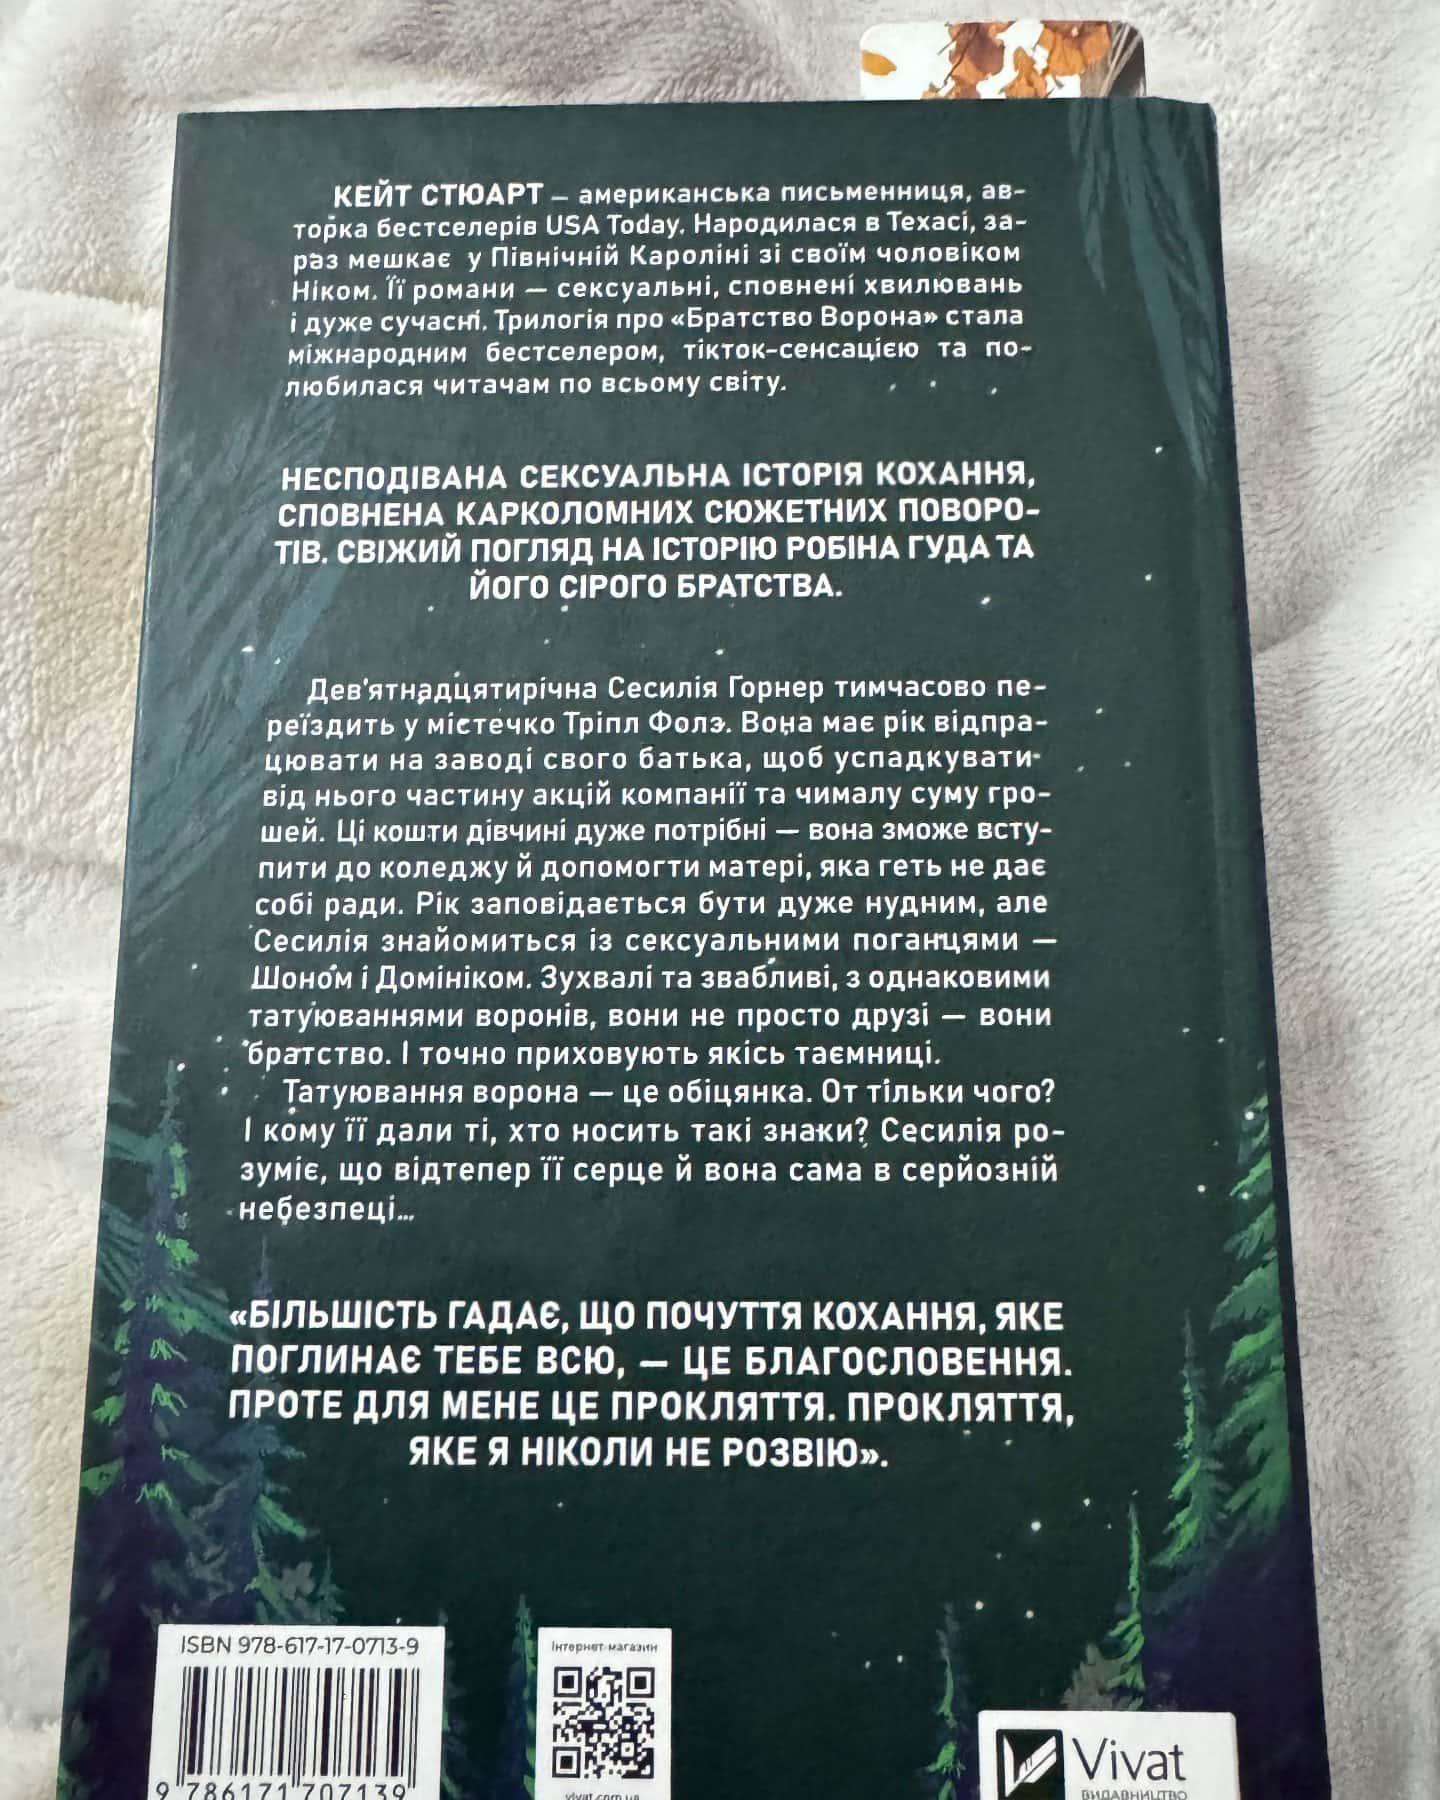 КЕЙТ СТЮАРТ — американська письменниця, ав-
торка бестселерів USA Today. Народилася в Техасі, за-
раз мешкає у Північній Кароліні зі своїм чоловіком
Ніком. Її романи — сексуальні, сповнені хвилювань
і дуже сучасні. Трилогія про «Братство Ворона» стала
міжнародним бестселером, тікток-сенсацією та по-
любилася читачам по всьому світу.
НЕСПОДІВАНА СЕКСУАЛЬНА ІСТОРІЯ КОХАННЯ,
СПОВНЕНА КАРКОЛОМНИХ СЮЖЕТНИХ ПОВОРО-
ТІВ. СВІЖИЙ ПОГЛЯД НА ІСТОРІЮ РОБІНА ГУДА ТА
ЙОГО СІРОГО БРАТСТВА.
Дев'ятнадцятирічна Сесилія Горнер тимчасово пе-
реїздить у містечко Тріпл Фолз. Вона має рік відпра-
цювати на заводі свого батька, щоб успадкувати
від нього частину акцій компанії та чималу суму гро-
шей. Ці кошти дівчині дуже потрібні — вона зможе всту-
пити до коледжу й допомогти матері, яка геть не дає
собі ради. Рік заповідається бути дуже нудним, але
Сесилія знайомиться із сексуальними поганцями —
Шоном і Домініком. Зухвалі та звабливі, з однаковими
татуюваннями воронів, вони не просто друзі — вони
братство. І точно приховують якісь таємниці.
Татуювання ворона — це обіцянка. От тільки чого?
І кому її дали ті, хто носить такі знаки? Сесилія ро-
зуміє, що відтепер її серце й вона сама в серйозній
небезпеці...
«БІЛЬШІСТЬ ГАДАЄ, ЩО ПОЧУТТЯ КОХАННЯ, ЯКЕ
ПОГЛИНАЄ ТЕБЕ ВСЮ, — ЦЕ БЛАГОСЛОВЕННЯ.
ПРОТЕ ДЛЯ МЕНЕ ЦЕ ПРОКЛЯТТЯ. ПРОКЛЯТТЯ,
ЯКЕ Я НІКОЛИ НЕ РОЗВІЮ».
ISBN 978-617-17-0713-9
9 786171 707139
Інтернет-магазин
vivat.com.ua
Vivat
ВИДАВНИЦТВО